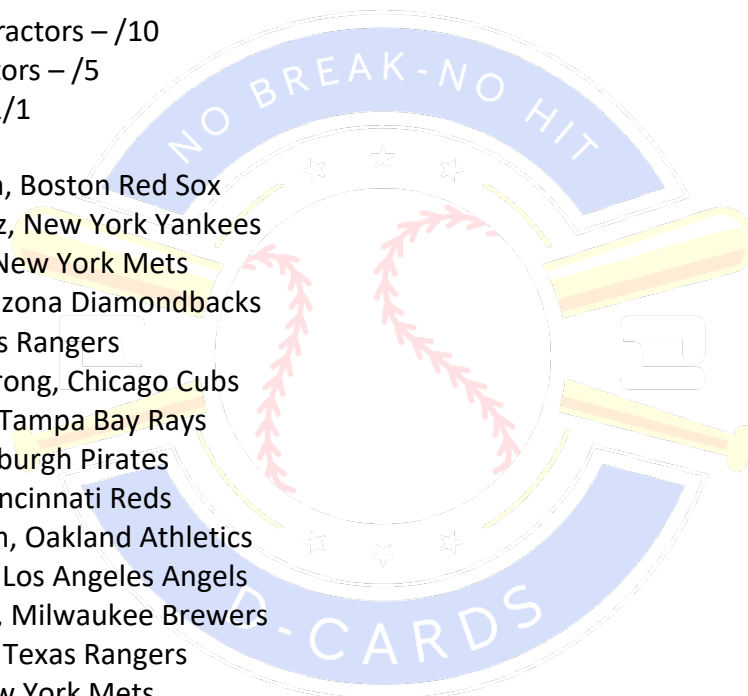 ractors – /10
tors – /5
/1
NO BREAK-NO HIT
n, Boston Red Sox
z, New York Yankees
New York Mets
zona Diamondbacks
s Rangers
rong, Chicago Cubs
Tampa Bay Rays
burgh Pirates
ncinnati Reds
n, Oakland Athletics
Los Angeles Angels
, Milwaukee Brewers
Texas Rangers
w York Mets
D-CARDS